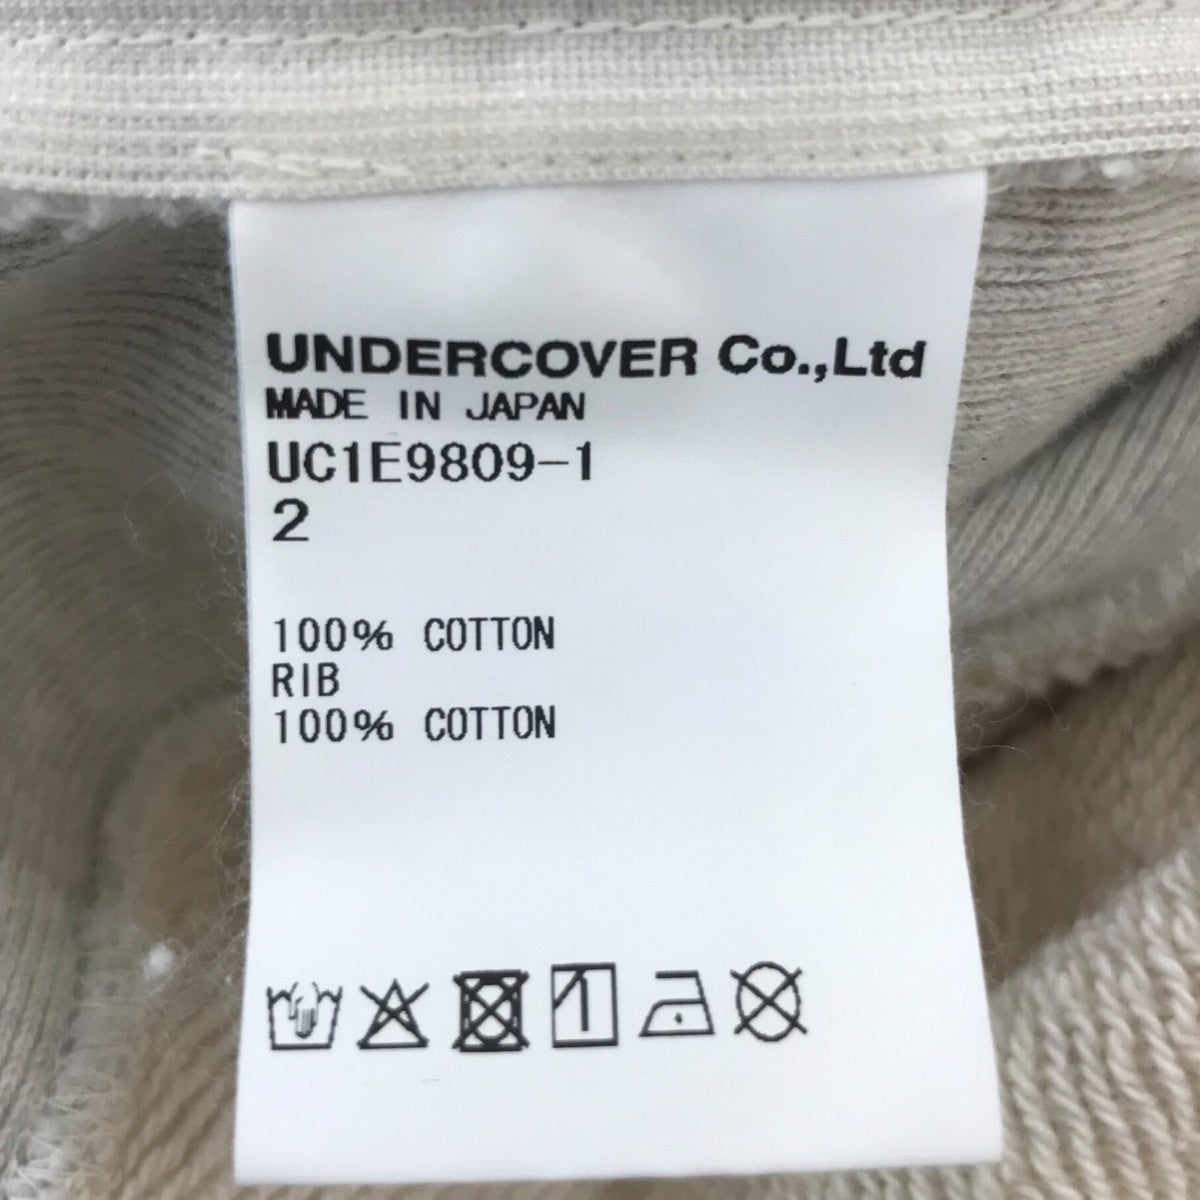 UNDERCOVER Co.,Ltd
MADE IN JAPAN
UC1E9809-1
2
100% COTTON
RIB
100% COTTON